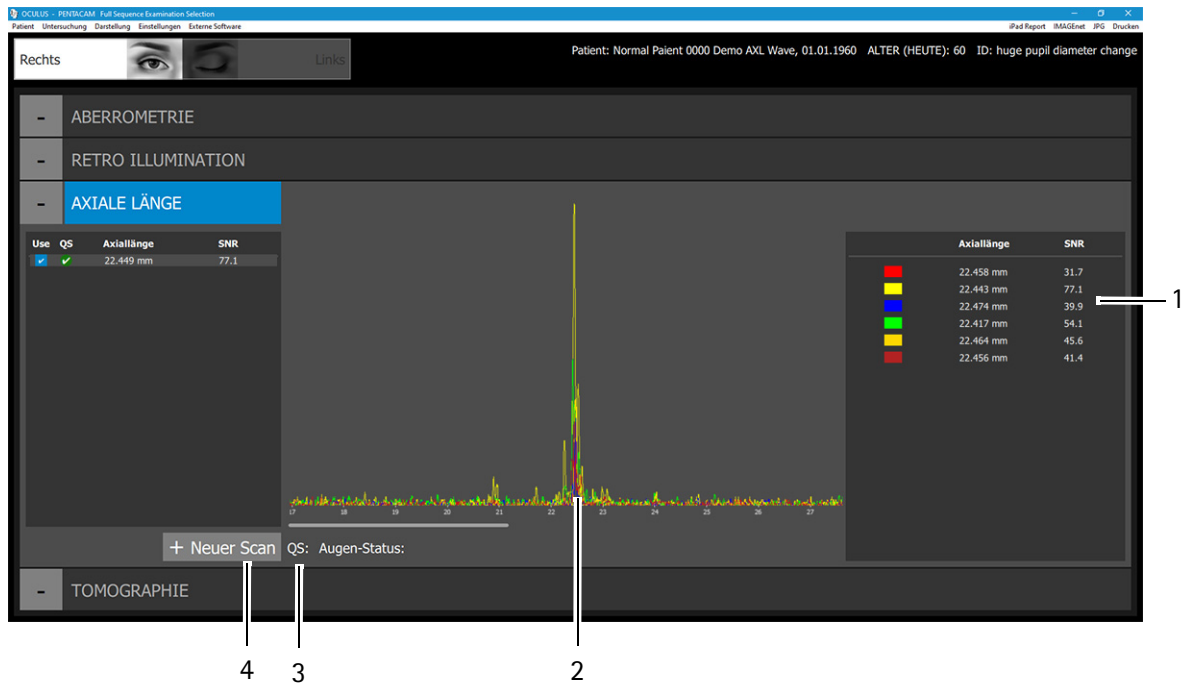 OCULUS - PENTACAM Full Sequence Examination Selection
Patient Untersuchung Darstellung Einstellungen Externe Software iPad Report IMAGEnet JPG Drucken
Rechts Links Patient: Normal Paient 0000 Demo AXL Wave, 01.01.1960 ALTER (HEUTE): 60 ID: huge pupil diameter change
- ABERROMETRIE
- RETRO ILLUMINATION
- AXIALE LÄNGE
Use QS Axiallänge SNR
22.449 mm 77.1
Axiallänge SNR
22.458 mm 31.7
22.443 mm 77.1
22.474 mm 39.9
22.417 mm 54.1
22.464 mm 45.6
22.456 mm 41.4
1
17 18 19 20 21 22 23 24 25 26 27
+ Neuer Scan QS: Augen-Status:
- TOMOGRAPHIE
4 3 2